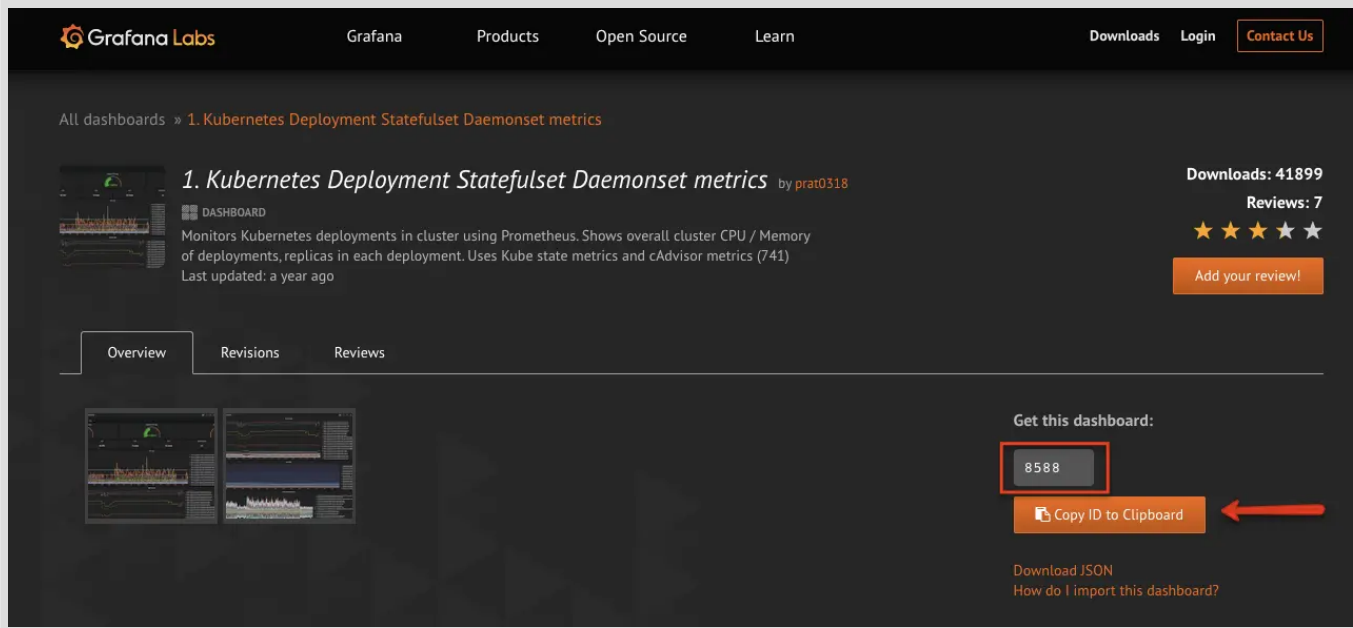 Grafana Labs
Grafana
Products
Open Source
Learn
Downloads
Login
Contact Us
All dashboards » 1. Kubernetes Deployment Statefulset Daemonset metrics
1. Kubernetes Deployment Statefulset Daemonset metrics by prat0318
DASHBOARD
Monitors Kubernetes deployments in cluster using Prometheus. Shows overall cluster CPU / Memory
of deployments, replicas in each deployment. Uses Kube state metrics and cAdvisor metrics (741)
Last updated: a year ago
Downloads: 41899
Reviews: 7
Add your review!
Overview
Revisions
Reviews
Get this dashboard:
8588
Copy ID to Clipboard
Download JSON
How do I import this dashboard?